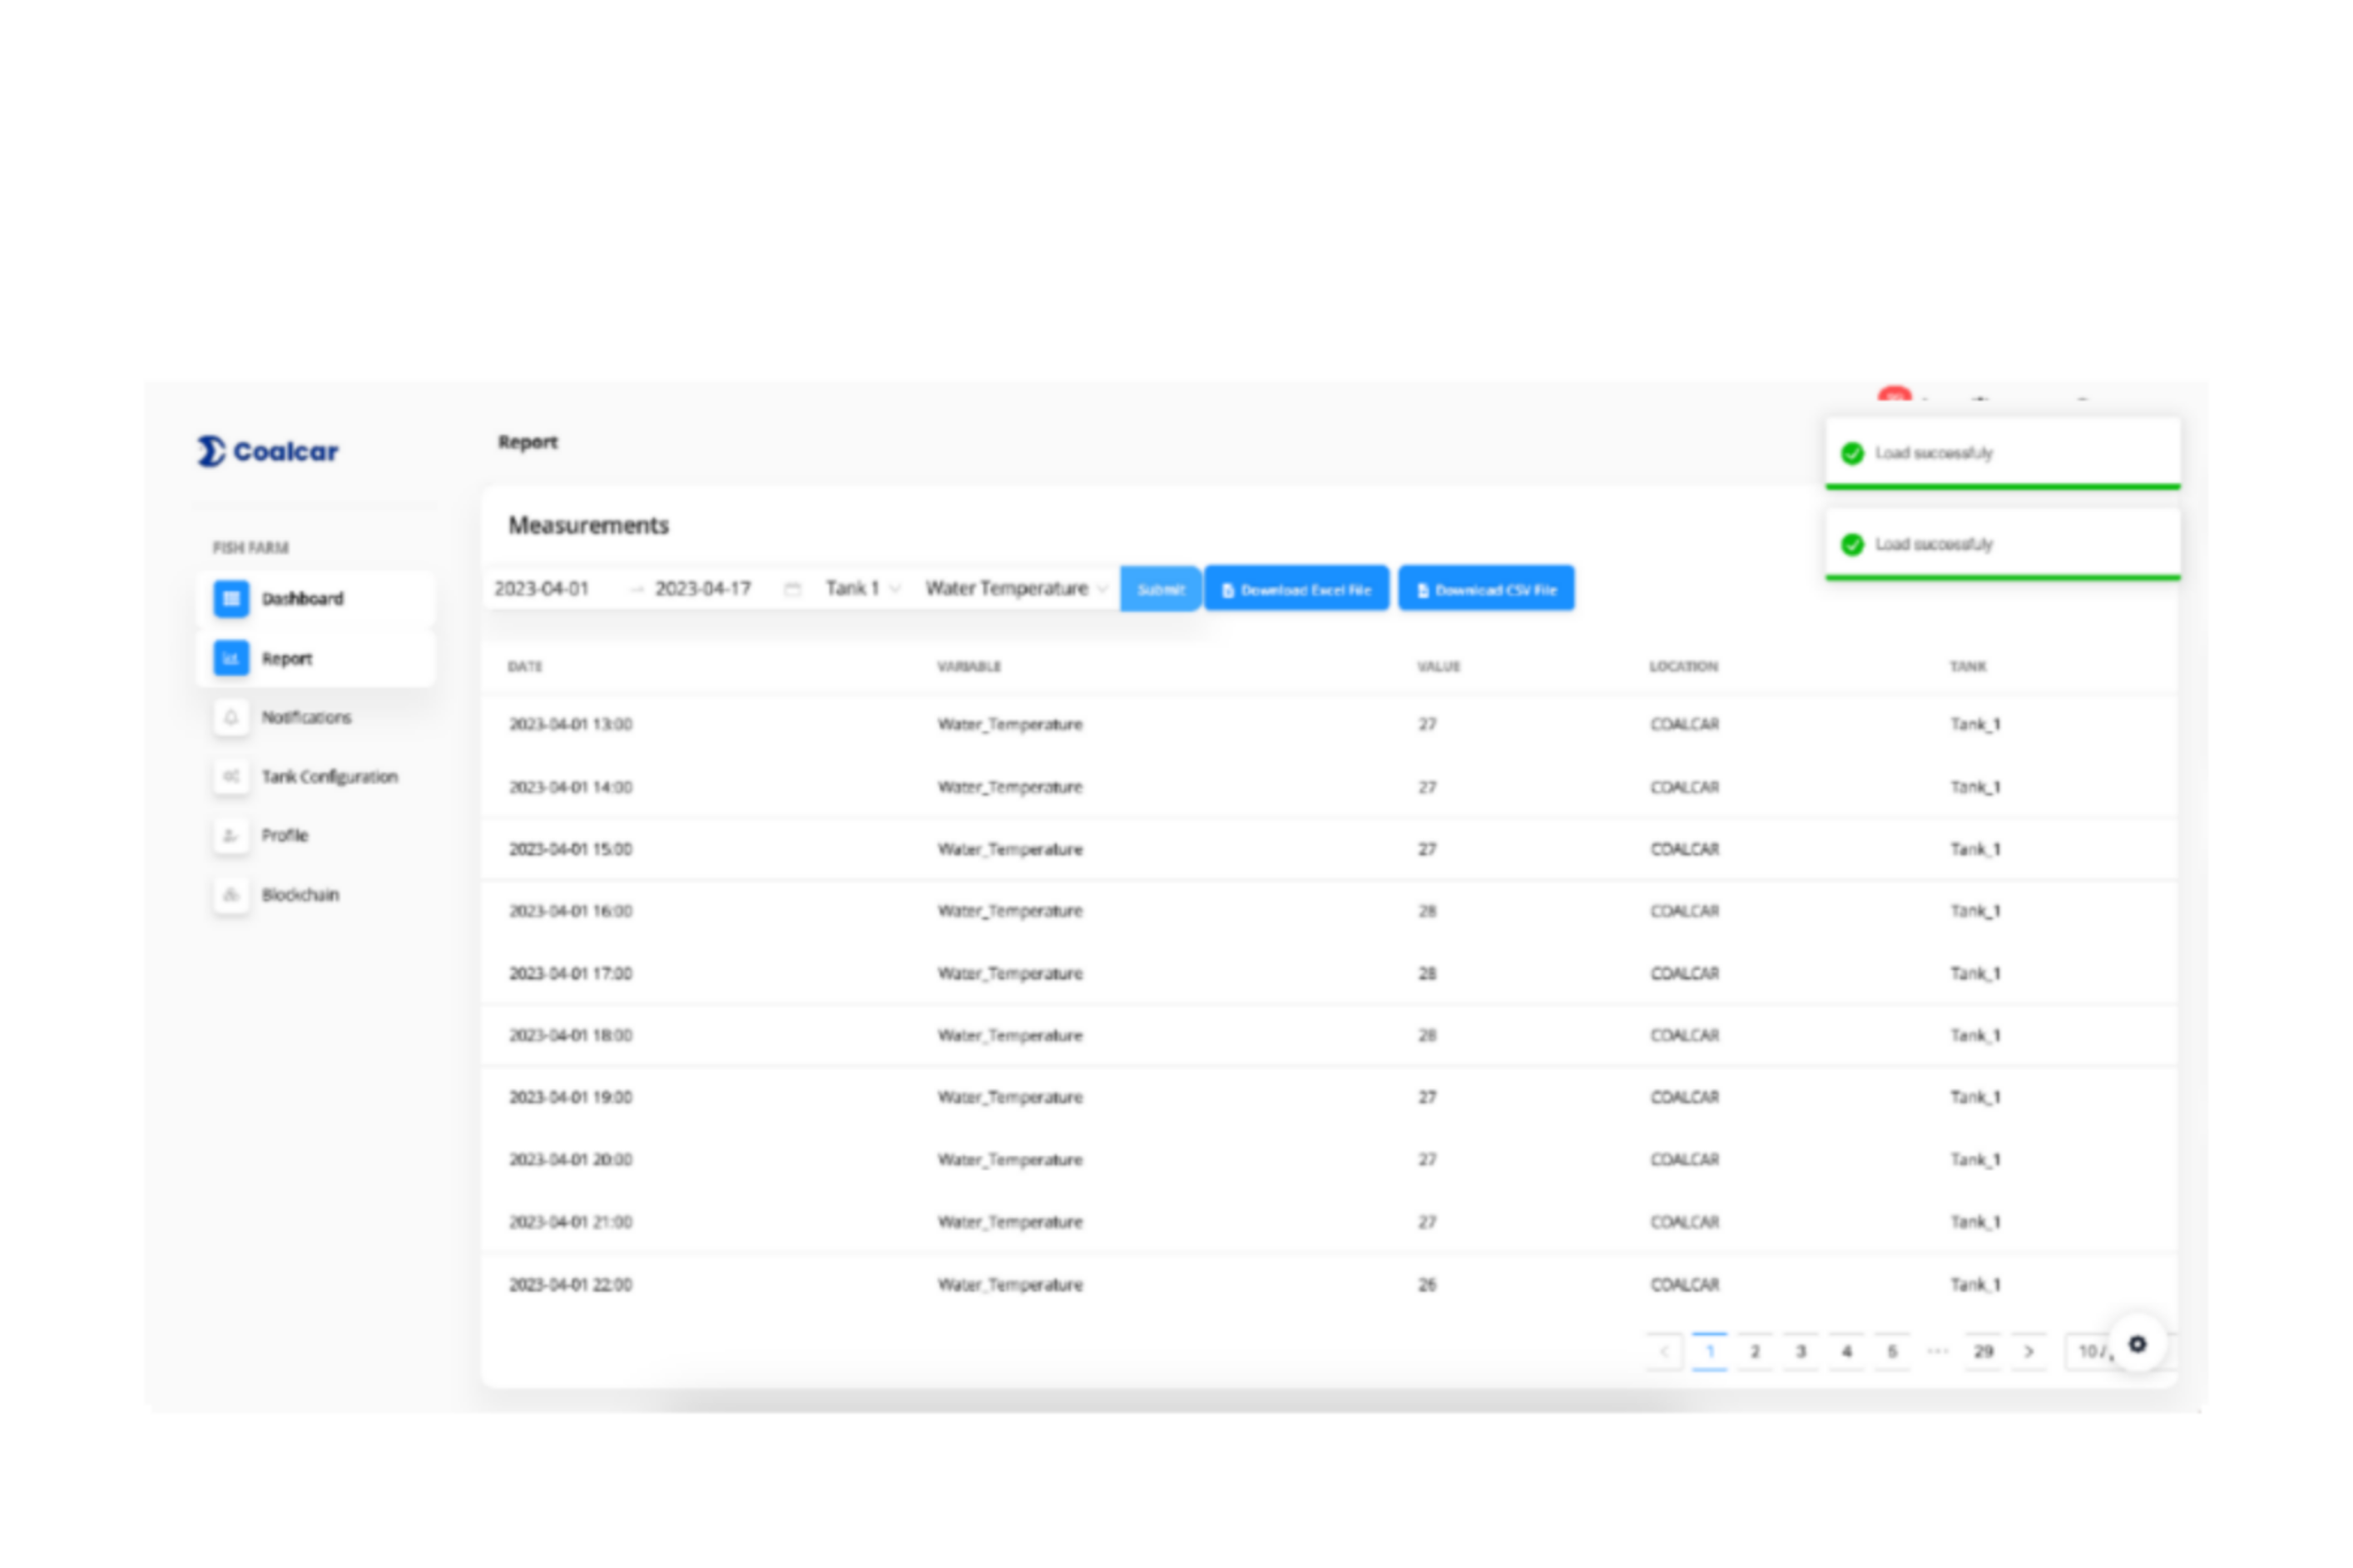 Coalcar
Report
Load successfuly
Load successfuly
Measurements
FISH FARM
Dashboard
Report
Notifications
Tank Configuration
Profile
Blockchain
2023-04-01 → 2023-04-17 Tank 1 Water Temperature Submit Download Excel File Download CSV File
DATE VARIABLE VALUE LOCATION TANK
2023-04-01 13:00 Water_Temperature 27 COALCAR Tank_1
2023-04-01 14:00 Water_Temperature 27 COALCAR Tank_1
2023-04-01 15:00 Water_Temperature 27 COALCAR Tank_1
2023-04-01 16:00 Water_Temperature 28 COALCAR Tank_1
2023-04-01 17:00 Water_Temperature 28 COALCAR Tank_1
2023-04-01 18:00 Water_Temperature 28 COALCAR Tank_1
2023-04-01 19:00 Water_Temperature 27 COALCAR Tank_1
2023-04-01 20:00 Water_Temperature 27 COALCAR Tank_1
2023-04-01 21:00 Water_Temperature 27 COALCAR Tank_1
2023-04-01 22:00 Water_Temperature 26 COALCAR Tank_1
< 1 2 3 4 5 ··· 29 > 10 /